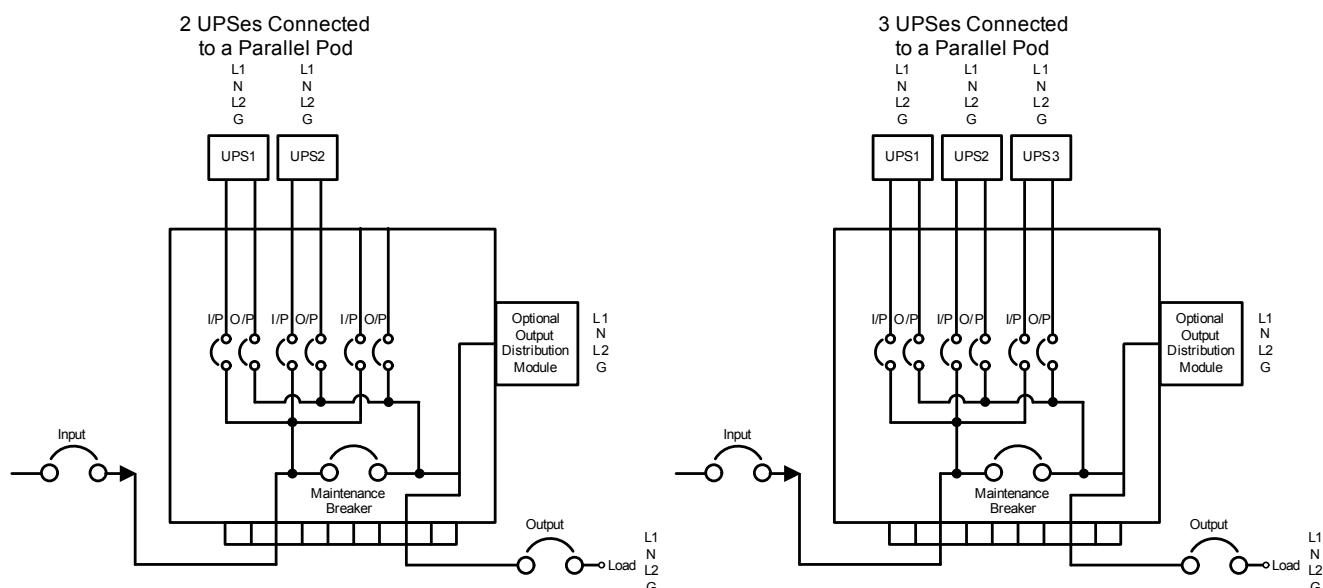 2 UPSes Connected
to a Parallel Pod
L1
N
L2
G
L1
N
L2
G
UPS1
UPS2
I/P
O/P
I/P
O/P
I/P
O/P
Optional
Output
Distribution
Module
L1
N
L2
G
Input
Maintenance
Breaker
Output
Load
L1
N
L2
G
3 UPSes Connected
to a Parallel Pod
L1
N
L2
G
L1
N
L2
G
L1
N
L2
G
UPS1
UPS2
UPS3
I/P
O/P
I/P
O/P
I/P
O/P
Optional
Output
Distribution
Module
L1
N
L2
G
Input
Maintenance
Breaker
Output
Load
L1
N
L2
G